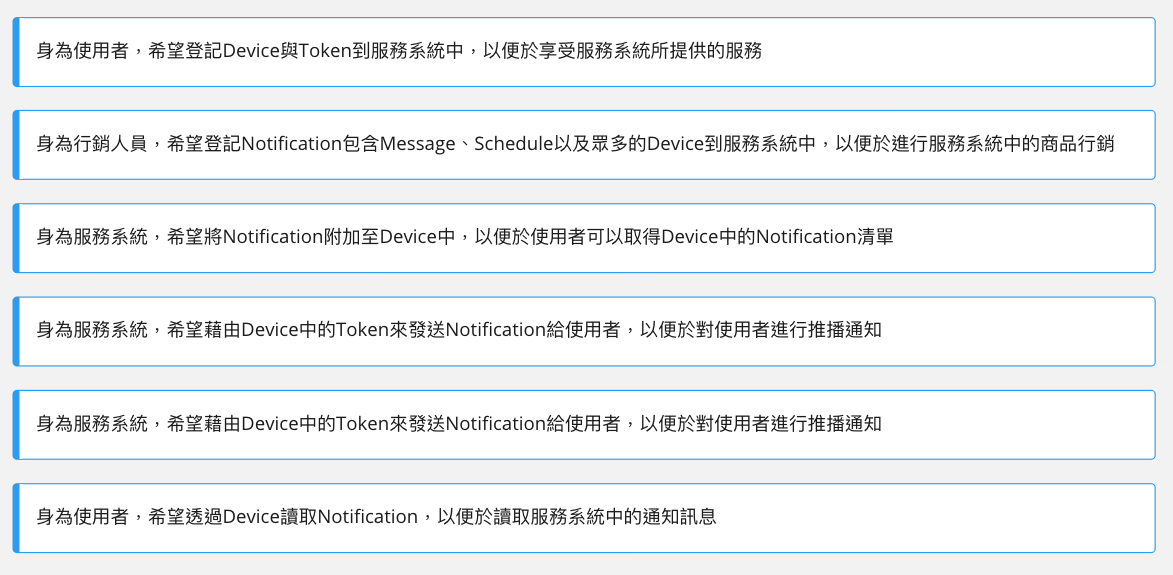 身為使用者，希望登記Device與Token到服務系統中，以便於享受服務系統所提供的服務
身為行銷人員，希望登記Notification包含Message、Schedule以及眾多的Device到服務系統中，以便於進行服務系統中的商品行銷
身為服務系統，希望將Notification附加至Device中，以便於使用者可以取得Device中的Notification清單
身為服務系統，希望藉由Device中的Token來發送Notification給使用者，以便於對使用者進行推播通知
身為服務系統，希望藉由Device中的Token來發送Notification給使用者，以便於對使用者進行推播通知
身為使用者，希望透過Device讀取Notification，以便於讀取服務系統中的通知訊息